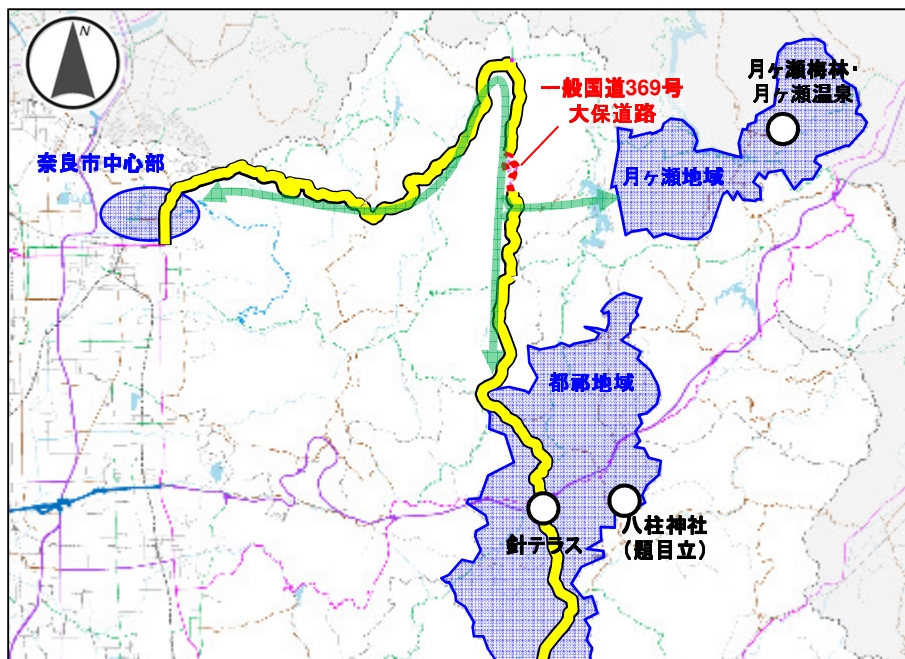 N
一般国道369号
大保道路
月ヶ瀬梅林・
月ヶ瀬温泉
奈良市中心部
月ヶ瀬地域
都祁地域
針テラス
八柱神社
（題目立）